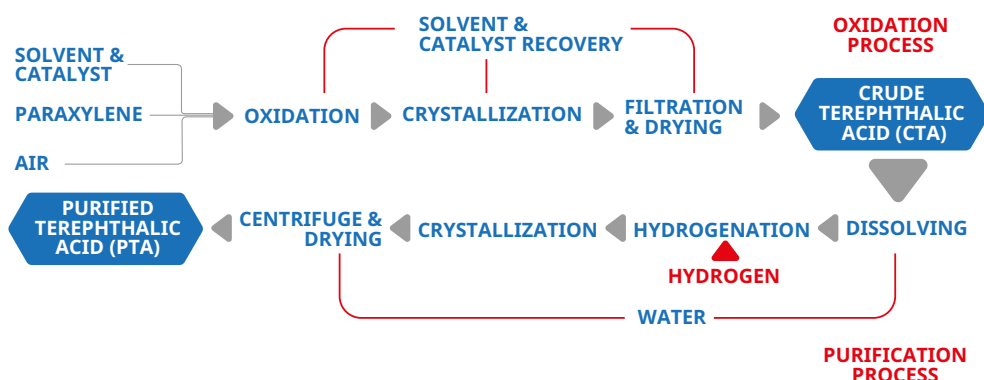 SOLVENT &
CATALYST RECOVERY
OXIDATION
PROCESS
SOLVENT &
CATALYST
PARAXYLENE
AIR
OXIDATION
CRYSTALLIZATION
FILTRATION
& DRYING
CRUDE
TEREPHTHALIC
ACID (CTA)
PURIFIED
TEREPHTHALIC
ACID (PTA)
CENTRIFUGE &
DRYING
CRYSTALLIZATION
HYDROGENATION
DISSOLVING
HYDROGEN
WATER
PURIFICATION
PROCESS